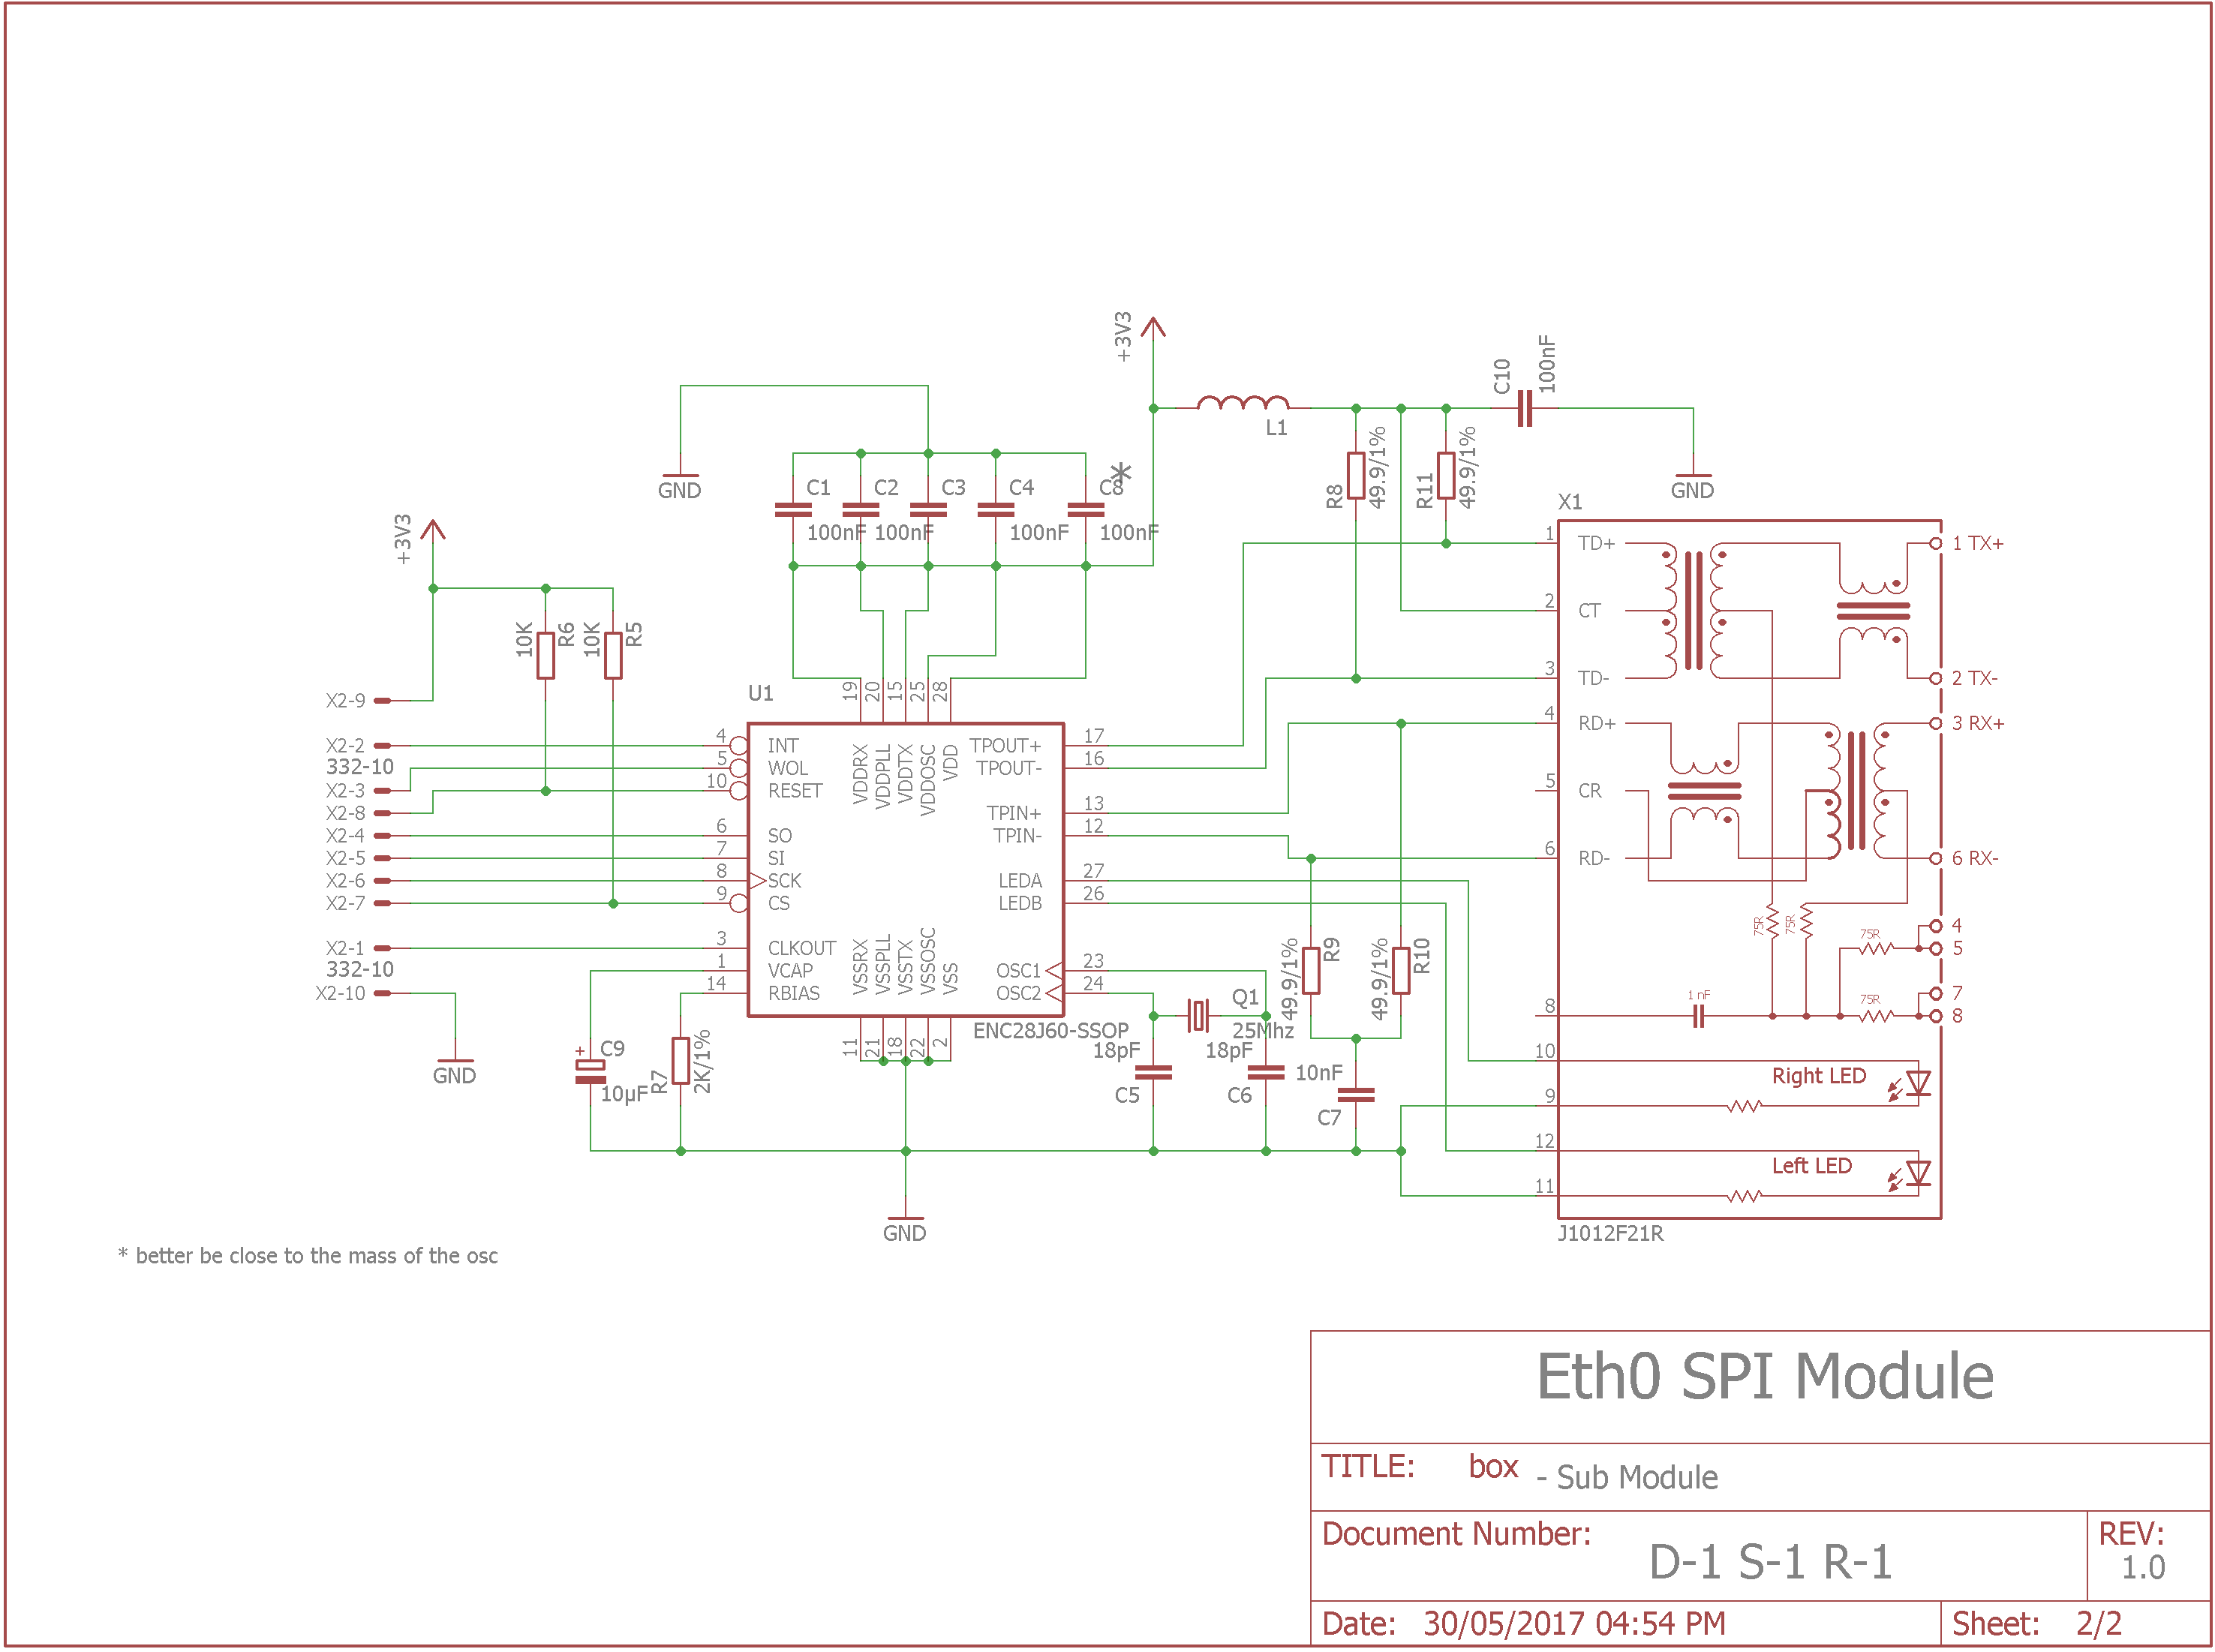 +3V3
L1
C10
100nF
GND
R8
49.9/1%
R11
49.9/1%
GND
C1
100nF
C2
100nF
C3
C4
100nF
C8
*
100nF
+3V3
10K
R6
10K
R5
X2-9
X2-2
332-10
X2-3
X2-8
X2-4
X2-5
X2-6
X2-7
X2-1
332-10
X2-10
GND
U1
19
20
15
25
28
4
5
10
6
7
8
9
3
1
14
INT
WOL
RESET
SO
SI
SCK
CS
CLKOUT
VCAP
RBIAS
VDDRX
VDDPLL
VDDTX
VDDOSC
VDD
VSSRX
VSSPLL
VSSTX
VSSOSC
VSS
TPOUT+
TPOUT-
TPIN+
TPIN-
LEDA
LEDB
OSC1
OSC2
17
16
13
12
27
26
23
24
11
21
18
22
2
ENC28J60-SSOP
+
C9
10µF
R7
2K/1%
Q1
25Mhz
18pF
C5
18pF
C6
49.9/1%
R9
49.9/1%
R10
10nF
C7
GND
X1
1
2
3
4
5
6
8
10
9
12
11
TD+
CT
TD-
RD+
CR
RD-
1 TX+
2 TX-
3 RX+
6 RX-
4
5
7
8
75R
75R
75R
75R
1 nF
Right LED
Left LED
J1012F21R
* better be close to the mass of the osc
Eth0 SPI Module
TITLE: box - Sub Module
Document Number:
D-1 S-1 R-1
REV:
1.0
Date: 30/05/2017 04:54 PM
Sheet: 2/2